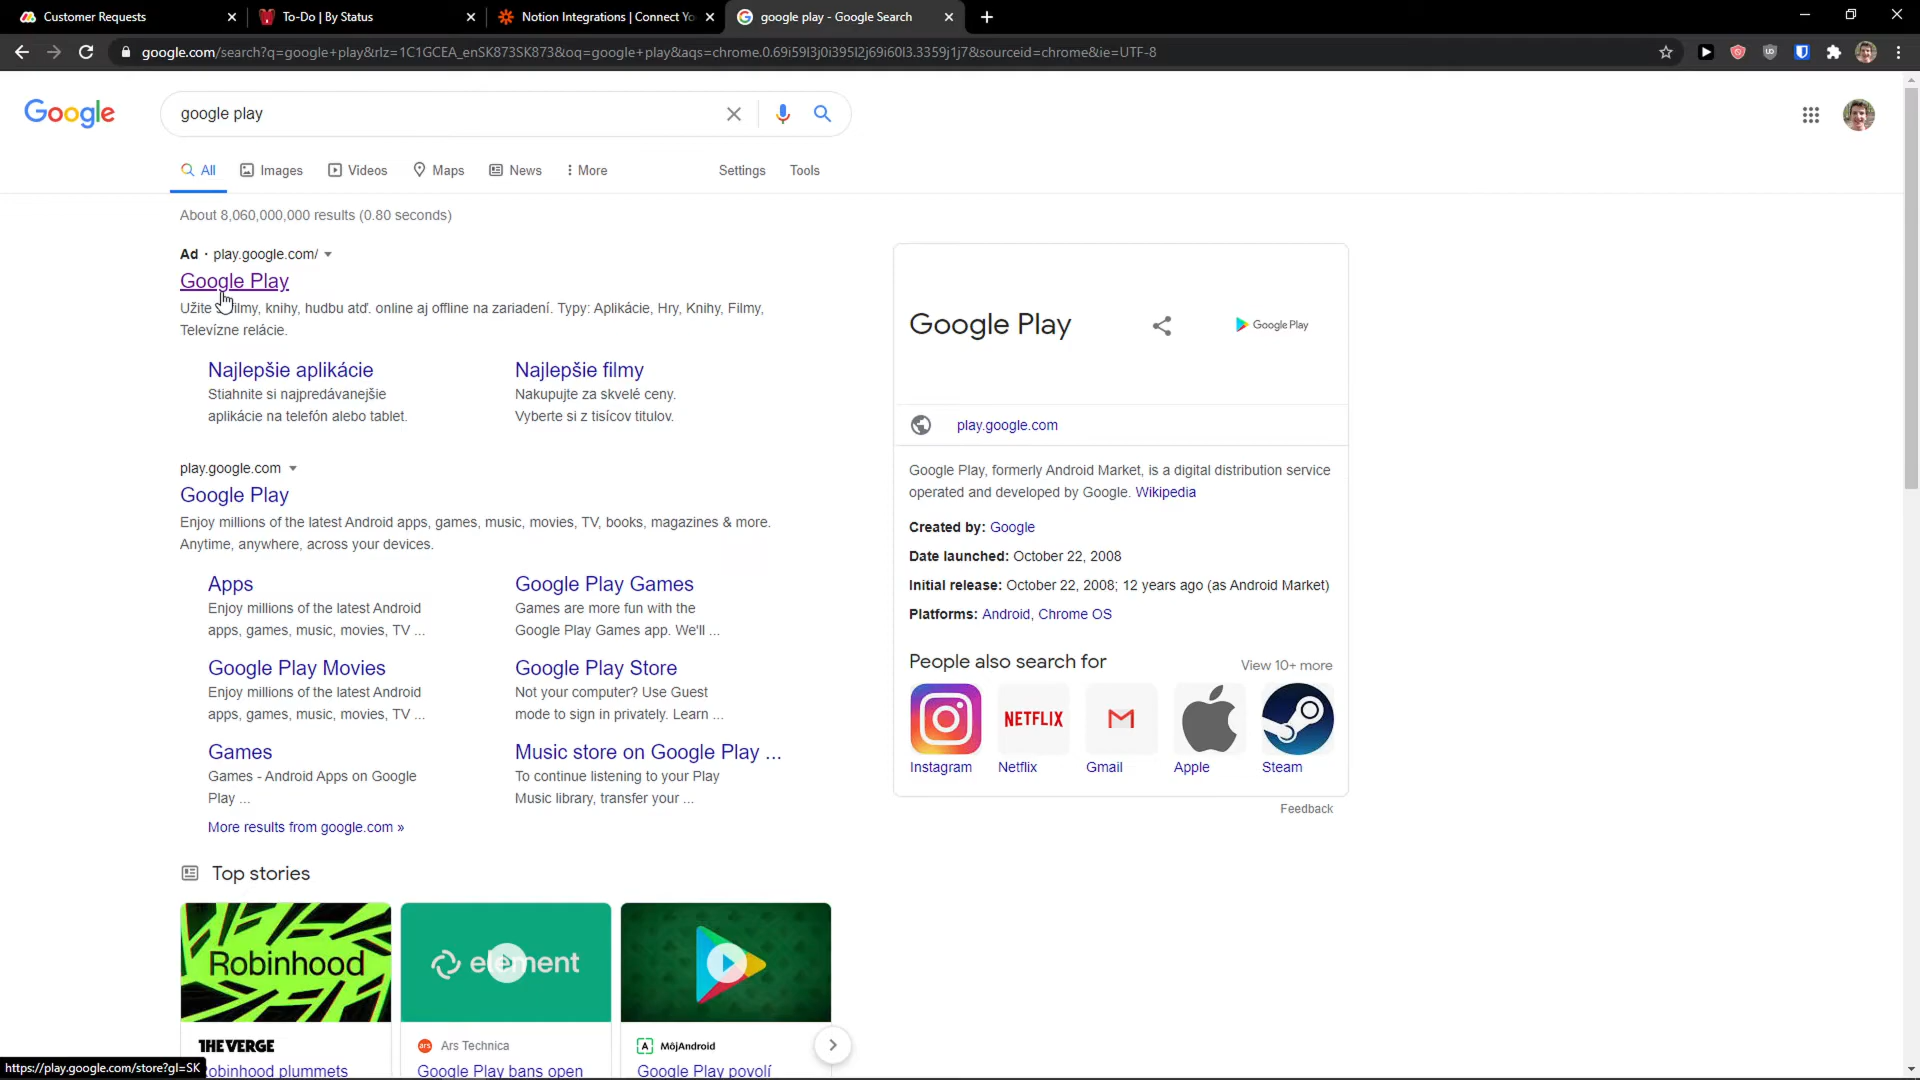 Customer Requests
To-Do | By Status
Notion Integrations | Connect Yo
google play - Google Search
google.com/search?q=google+play&rlz=1C1GCEA_enSK873SK873&oq=google+play&aqs=chrome.0.69i59l3j0i395l2j69i60l3.3359j1j7&sourceid=chrome&ie=UTF-8
Google
google play
All
Images
Videos
Maps
News
More
Settings
Tools
About 8,060,000,000 results (0.80 seconds)
Ad · play.google.com/
Google Play
Užite filmy, knihy, hudbu atď. online aj offline na zariadení. Typy: Aplikácie, Hry, Knihy, Filmy,
Televízne relácie.
Najlepšie aplikácie
Stiahnite si najpredávanejšie
aplikácie na telefón alebo tablet.
Najlepšie filmy
Nakupujte za skvelé ceny.
Vyberte si z tisícov titulov.
play.google.com
Google Play
Enjoy millions of the latest Android apps, games, music, movies, TV, books, magazines & more.
Anytime, anywhere, across your devices.
Apps
Enjoy millions of the latest Android
apps, games, music, movies, TV ...
Google Play Games
Games are more fun with the
Google Play Games app. We'll ...
Google Play Movies
Enjoy millions of the latest Android
apps, games, music, movies, TV ...
Google Play Store
Not your computer? Use Guest
mode to sign in privately. Learn ...
Games
Games - Android Apps on Google
Play ...
Music store on Google Play ...
To continue listening to your Play
Music library, transfer your ...
More results from google.com »
Top stories
Robinhood
element
THE VERGE
Robinhood plummets
Ars Technica
Google Play bans open
MôjAndroid
Google Play povolí
Google Play
Google Play
play.google.com
Google Play, formerly Android Market, is a digital distribution service
operated and developed by Google. Wikipedia
Created by: Google
Date launched: October 22, 2008
Initial release: October 22, 2008; 12 years ago (as Android Market)
Platforms: Android, Chrome OS
People also search for
View 10+ more
NETFLIX
Instagram
Netflix
Gmail
Apple
Steam
Feedback
https://play.google.com/store?gl=SK